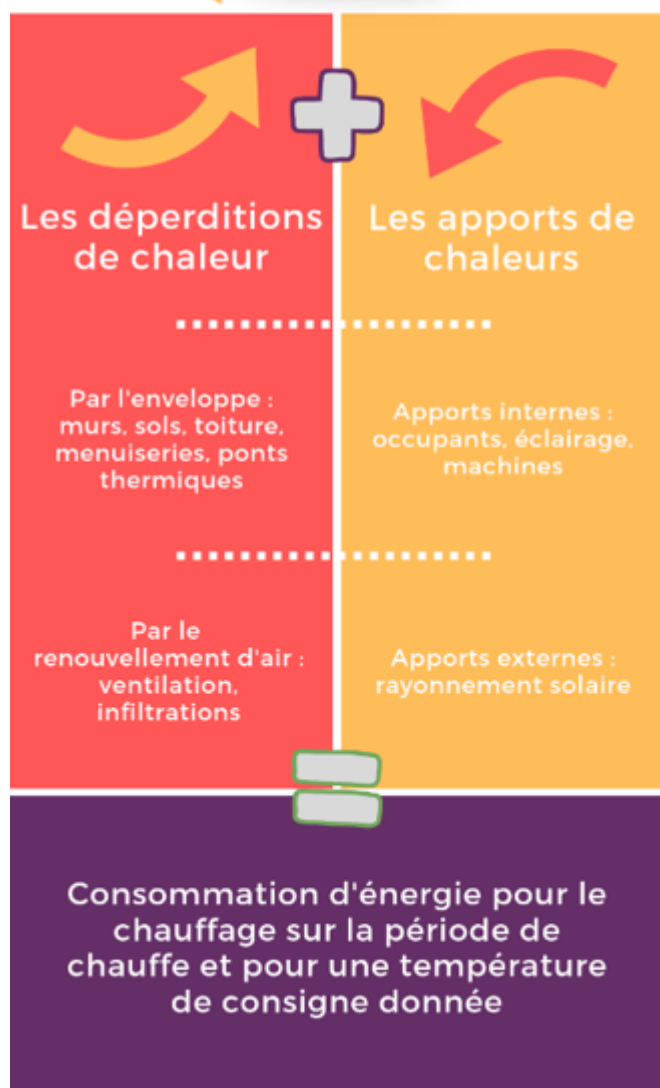 Les déperditions
de chaleur
Les apports de
chaleurs
Par l'enveloppe :
murs, sols, toiture,
menuiseries, ponts
thermiques
Apports internes :
occupants, éclairage,
machines
Par le
renouvellement d'air :
ventilation,
infiltrations
Apports externes :
rayonnement solaire
Consommation d'énergie pour le
chauffage sur la période de
chauffe et pour une température
de consigne donnée